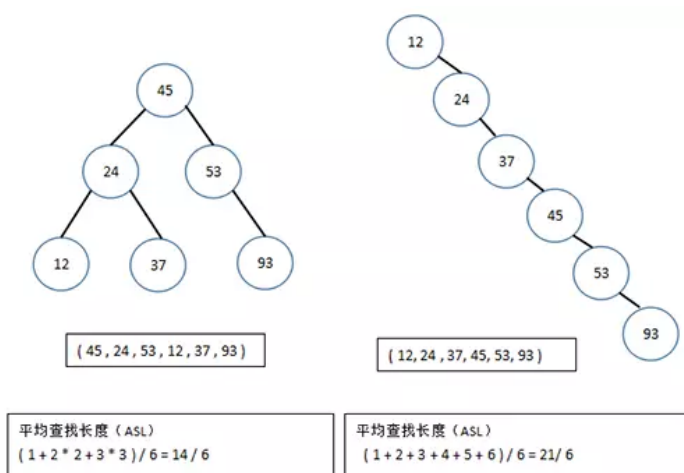 45
24
53
12
37
93
( 45 , 24 , 53 , 12 , 37 , 93 )
平均查找长度（ASL）
( 1 + 2 * 2 + 3 * 3 ) / 6 = 14 / 6
12
24
37
45
53
93
( 12, 24 , 37, 45, 53, 93 )
平均查找长度（ASL）
( 1 + 2 + 3 + 4 + 5 + 6 ) / 6 = 21/ 6